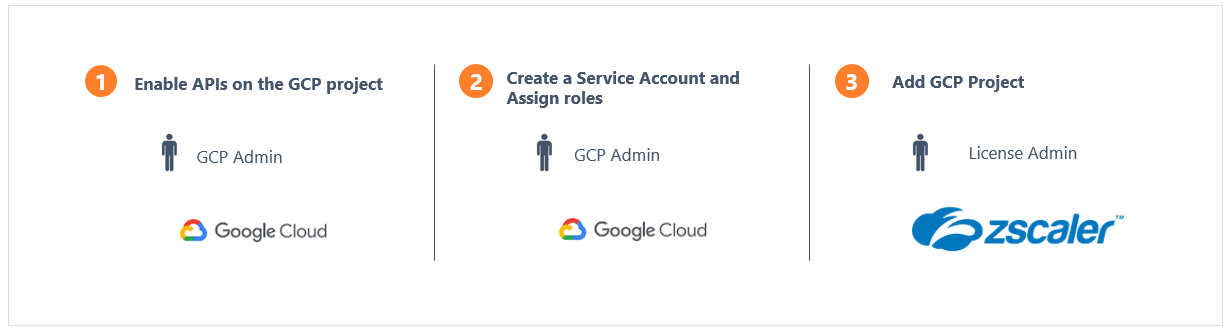 1 Enable APIs on the GCP project
GCP Admin
Google Cloud
2 Create a Service Account and
Assign roles
GCP Admin
Google Cloud
3 Add GCP Project
License Admin
zscaler™